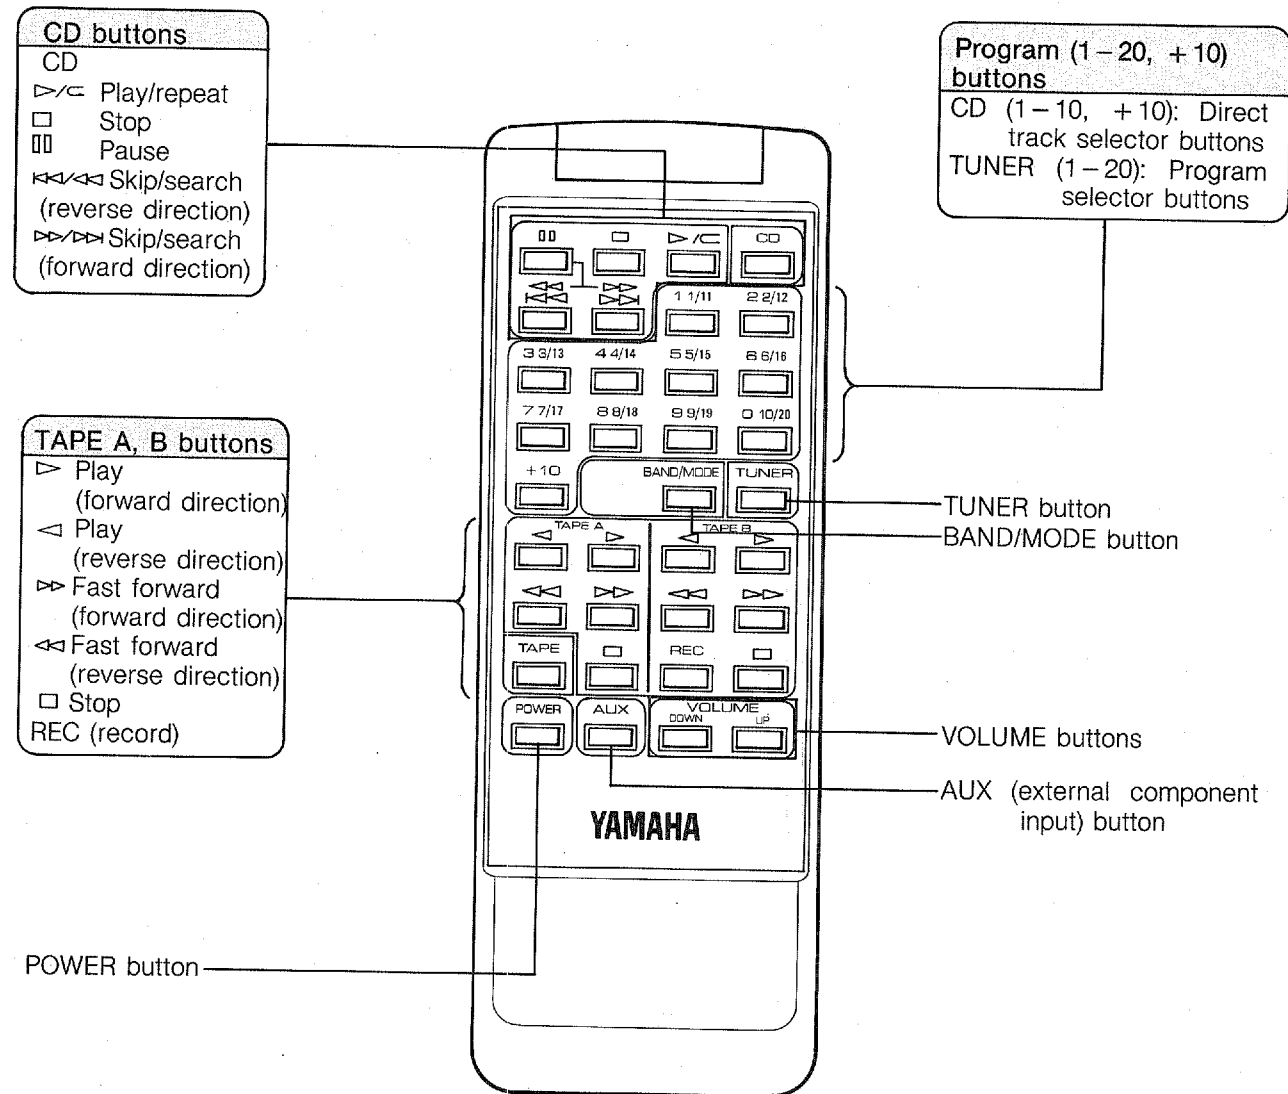 CD buttons
CD
▷/⊂ Play/repeat
□ Stop
▯▯ Pause
|◁◁/◁◁ Skip/search
(reverse direction)
▷▷/▷▷| Skip/search
(forward direction)
Program (1 – 20, + 10)
buttons
CD (1 – 10, + 10): Direct
track selector buttons
TUNER (1 – 20): Program
selector buttons
▯▯ □ ▷/⊂ CD
◁◁ ▷▷
|◁◁ ▷▷|
1 1/11 2 2/12
3 3/13 4 4/14 5 5/15 6 6/16
7 7/17 8 8/18 9 9/19 0 10/20
+10 BAND/MODE TUNER
TAPE A TAPE B
◁ ▷ ◁ ▷
◁◁ ▷▷ ◁◁ ▷▷
TAPE □ REC □
POWER AUX VOLUME
DOWN UP
YAMAHA
TAPE A, B buttons
▷ Play
(forward direction)
◁ Play
(reverse direction)
▷▷ Fast forward
(forward direction)
◁◁ Fast forward
(reverse direction)
□ Stop
REC (record)
TUNER button
BAND/MODE button
VOLUME buttons
AUX (external component
input) button
POWER button